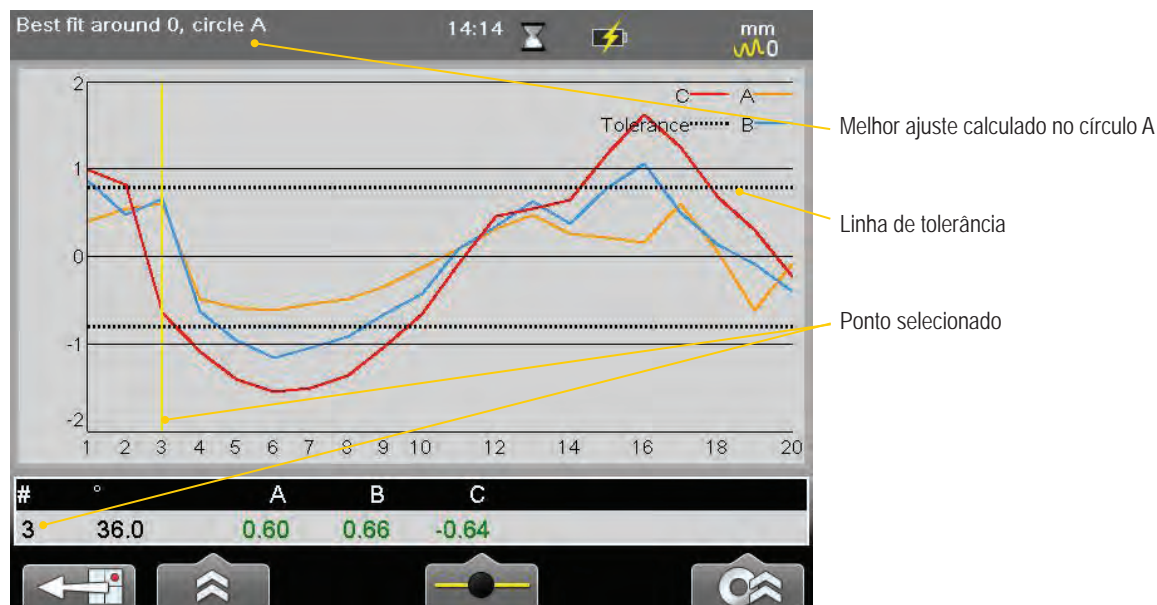 Best fit around 0, circle A
14:14
mm
0
2
C A
Tolerance B
Melhor ajuste calculado no círculo A
1
Linha de tolerância
0
Ponto selecionado
-1
-2
1 2 3 4 5 6 7 8 9 10 12 14 16 18 20
# ° A B C
3 36.0 0.60 0.66 -0.64